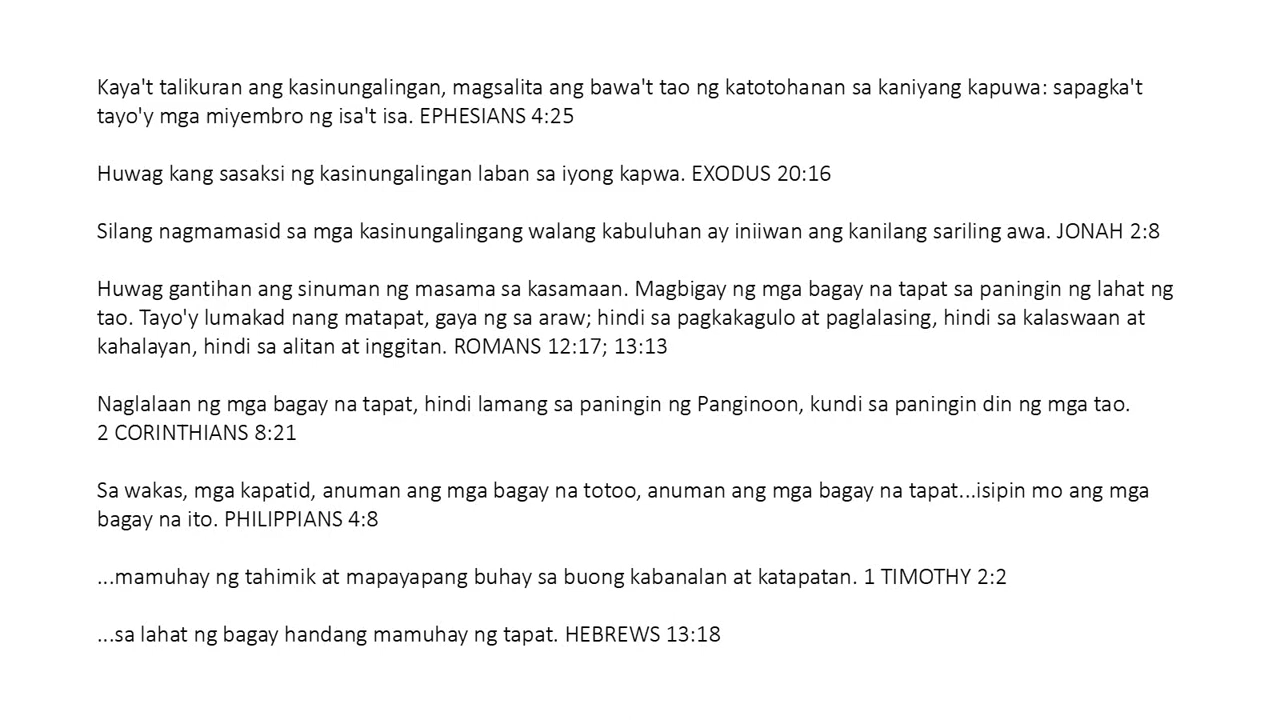 Kaya't talikuran ang kasinungalingan, magsalita ang bawa't tao ng katotohanan sa kaniyang kapuwa: sapagka't
tayo'y mga miyembro ng isa't isa. EPHESIANS 4:25
Huwag kang sasaksi ng kasinungalingan laban sa iyong kapwa. EXODUS 20:16
Silang nagmamasid sa mga kasinungalingang walang kabuluhan ay iniiwan ang kanilang sariling awa. JONAH 2:8
Huwag gantihan ang sinuman ng masama sa kasamaan. Magbigay ng mga bagay na tapat sa paningin ng lahat ng
tao. Tayo'y lumakad nang matapat, gaya ng sa araw; hindi sa pagkakagulo at paglalasing, hindi sa kalaswaan at
kahalayan, hindi sa alitan at inggitan. ROMANS 12:17; 13:13
Naglalaan ng mga bagay na tapat, hindi lamang sa paningin ng Panginoon, kundi sa paningin din ng mga tao.
2 CORINTHIANS 8:21
Sa wakas, mga kapatid, anuman ang mga bagay na totoo, anuman ang mga bagay na tapat...isipin mo ang mga
bagay na ito. PHILIPPIANS 4:8
...mamuhay ng tahimik at mapayapang buhay sa buong kabanalan at katapatan. 1 TIMOTHY 2:2
...sa lahat ng bagay handang mamuhay ng tapat. HEBREWS 13:18